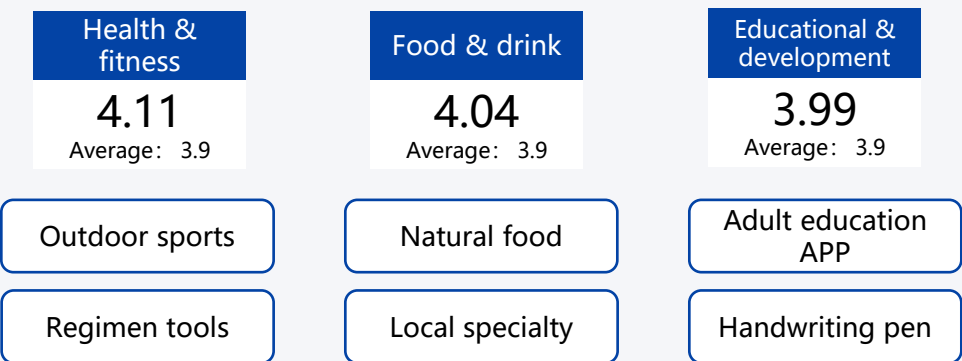 Health &
fitness
4.11
Average： 3.9
Food & drink
4.04
Average： 3.9
Educational &
development
3.99
Average： 3.9
Outdoor sports
Natural food
Adult education
APP
Regimen tools
Local specialty
Handwriting pen